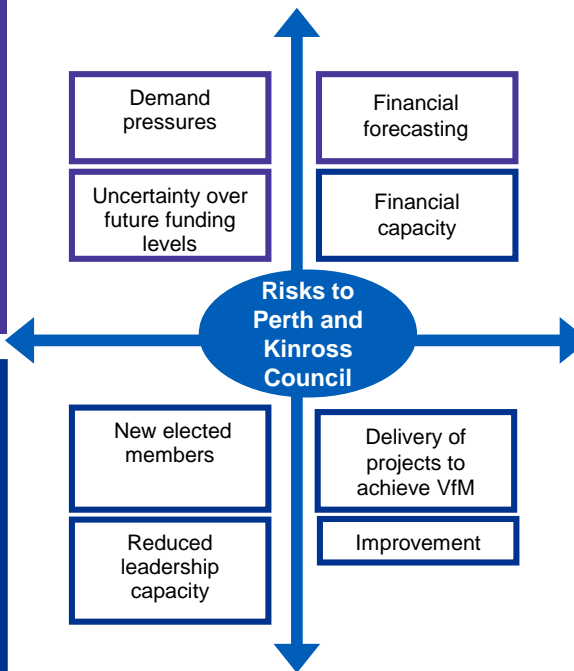 Demand
pressures
Financial
forecasting
Uncertainty over
future funding
levels
Financial
capacity
Risks to
Perth and
Kinross
Council
New elected
members
Delivery of
projects to
achieve VfM
Reduced
leadership
capacity
Improvement